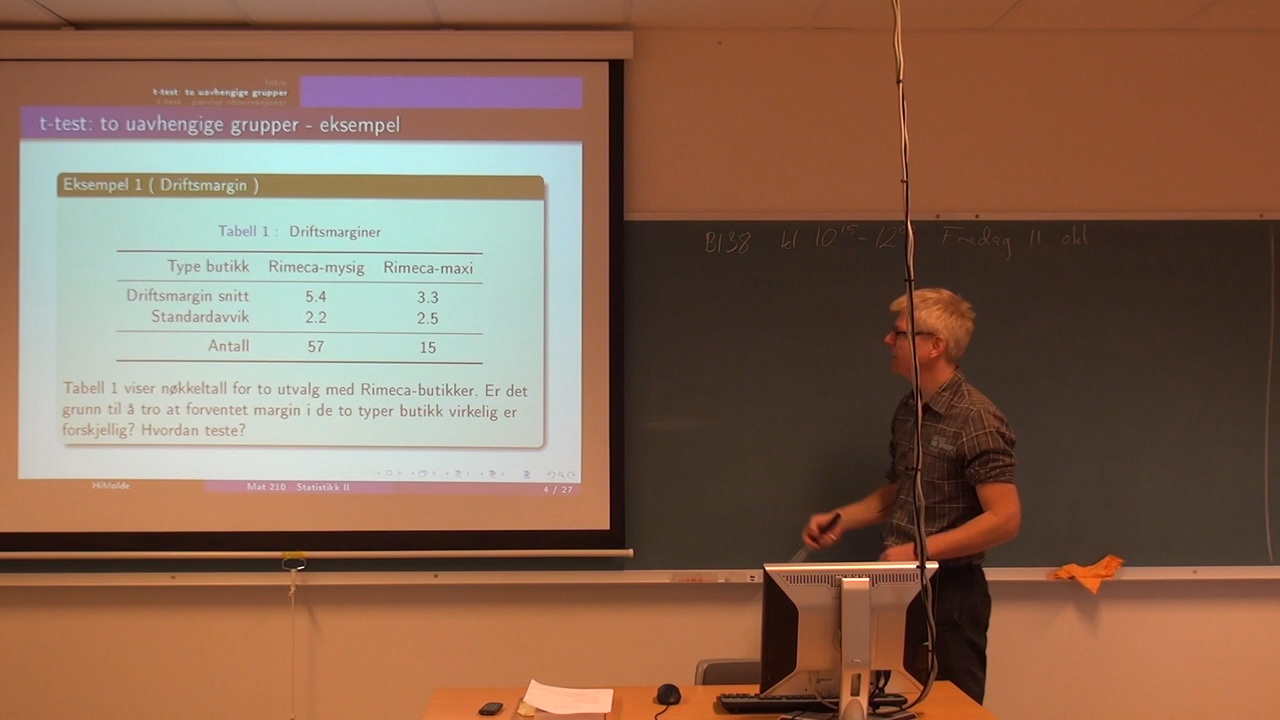 Intro
t-test: to uavhengige grupper
t-test: parvise observasjoner
t-test: to uavhengige grupper - eksempel
Eksempel 1 ( Driftsmargin )
Tabell 1 : Driftsmarginer
Type butikk Rimeca-mysig Rimeca-maxi
Driftsmargin snitt 5.4 3.3
Standardavvik 2.2 2.5
Antall 57 15
Tabell 1 viser nøkkeltall for to utvalg med Rimeca-butikker. Er det
grunn til å tro at forventet margin i de to typer butikk virkelig er
forskjellig? Hvordan teste?
HiMolde Mat 210 - Statistikk II 4 / 27
B138 kl 10¹⁵-12 Fredag 11. okt